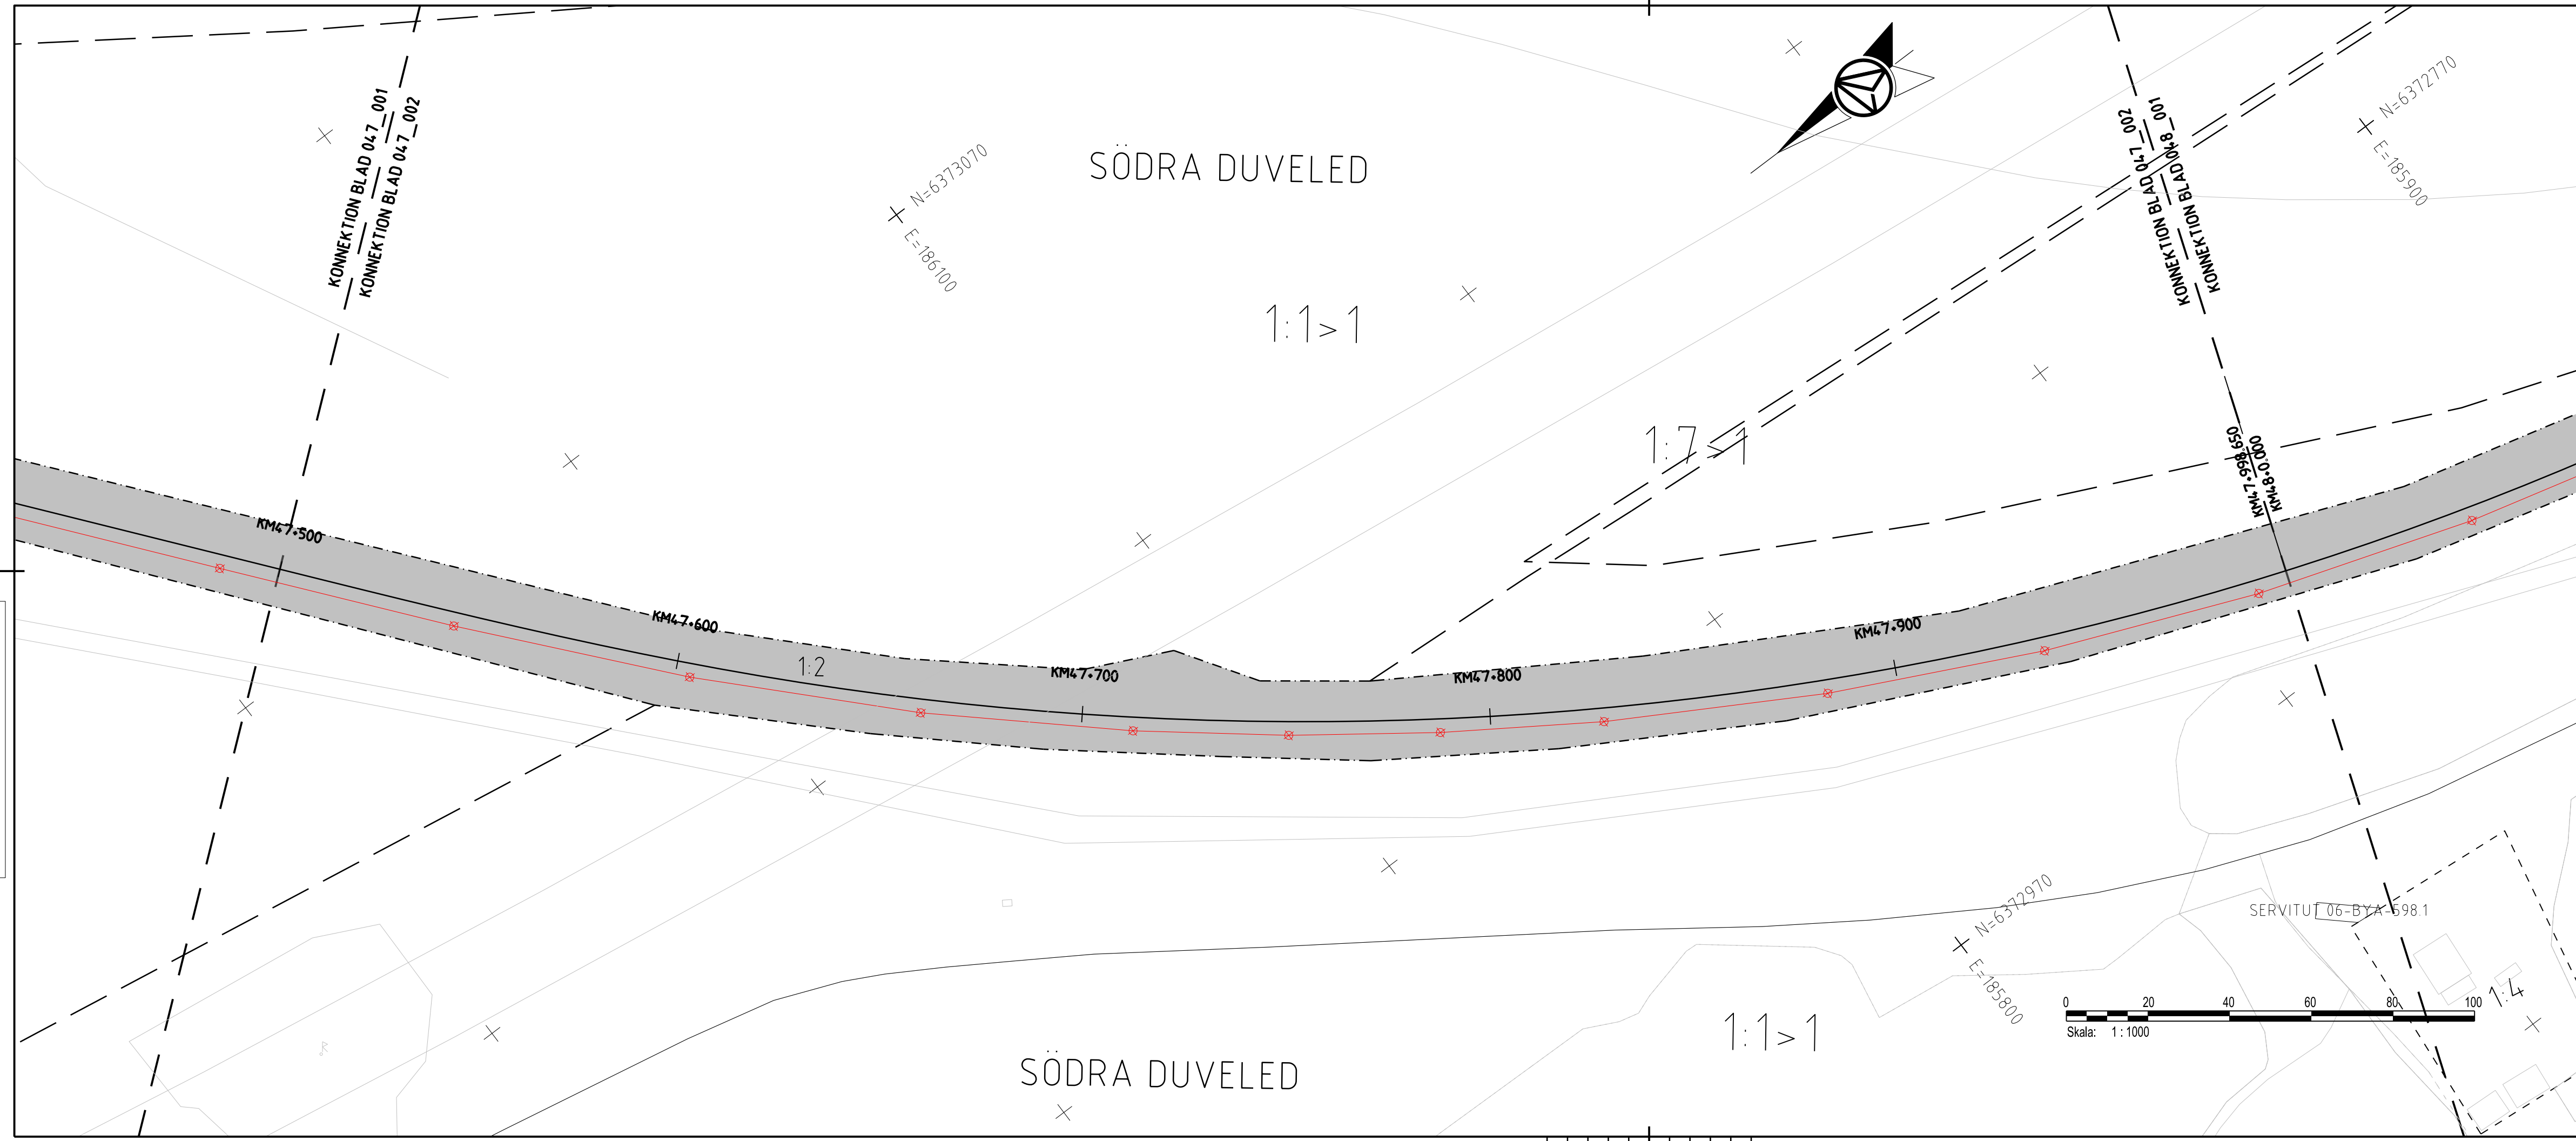 KONNEKTION BLAD 047_001
KONNEKTION BLAD 047_002
N=6373070
E=186100
SÖDRA DUVELED
1:1>1
KONNEKTION BLAD 047_002
KONNEKTION BLAD 048_001
N=6372770
E=185900
1:7>1
KM47+998.650
KM48+0.000
KM47+500
KM47+600
1:2
KM47+700
KM47+800
KM47+900
N=6372970
E=185800
SERVITUT 06-BYA-598.1
1:4
0 20 40 60 80 100
Skala: 1 : 1000
1:1>1
SÖDRA DUVELED